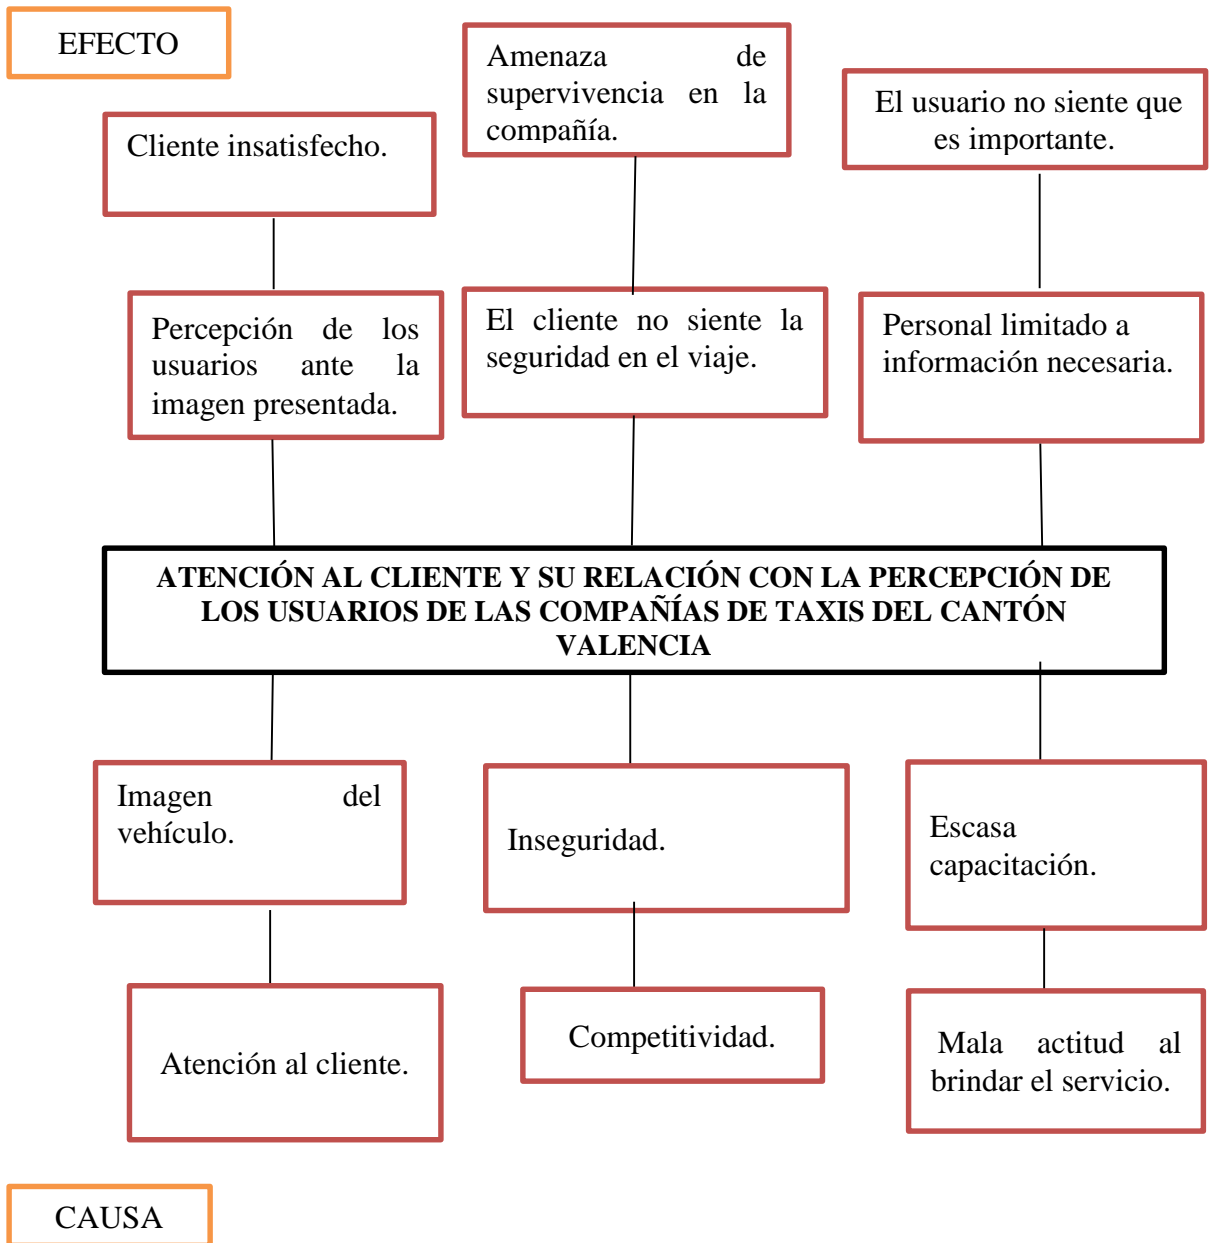 EFECTO
Cliente insatisfecho.
Amenaza de
supervivencia en la
compañía.
El usuario no siente que
es importante.
Percepción de los
usuarios ante la
imagen presentada.
El cliente no siente la
seguridad en el viaje.
Personal limitado a
información necesaria.
ATENCIÓN AL CLIENTE Y SU RELACIÓN CON LA PERCEPCIÓN DE
LOS USUARIOS DE LAS COMPAÑÍAS DE TAXIS DEL CANTÓN
VALENCIA
Imagen del
vehículo.
Inseguridad.
Escasa
capacitación.
Atención al cliente.
Competitividad.
Mala actitud al
brindar el servicio.
CAUSA